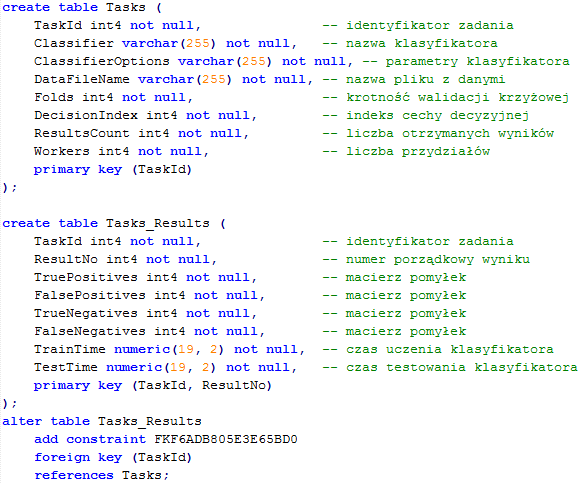 create table Tasks (
    TaskId int4 not null,               -- identyfikator zadania
    Classifier varchar(255) not null,   -- nazwa klasyfikatora
    ClassifierOptions varchar(255) not null, -- parametry klasyfikatora
    DataFileName varchar(255) not null, -- nazwa pliku z danymi
    Folds int4 not null,                -- krotność walidacji krzyżowej
    DecisionIndex int4 not null,        -- indeks cechy decyzyjnej
    ResultsCount int4 not null,         -- liczba otrzymanych wyników
    Workers int4 not null,              -- liczba przydziałów
    primary key (TaskId)
);

create table Tasks_Results (
    TaskId int4 not null,               -- identyfikator zadania
    ResultNo int4 not null,             -- numer porządkowy wyniku
    TruePositives int4 not null,        -- macierz pomyłek
    FalsePositives int4 not null,       -- macierz pomyłek
    TrueNegatives int4 not null,        -- macierz pomyłek
    FalseNegatives int4 not null,       -- macierz pomyłek
    TrainTime numeric(19, 2) not null,  -- czas uczenia klasyfikatora
    TestTime numeric(19, 2) not null,   -- czas testowania klasyfikatora
    primary key (TaskId, ResultNo)
);
alter table Tasks_Results
    add constraint FKF6ADB805E3E65BD0
    foreign key (TaskId)
    references Tasks;